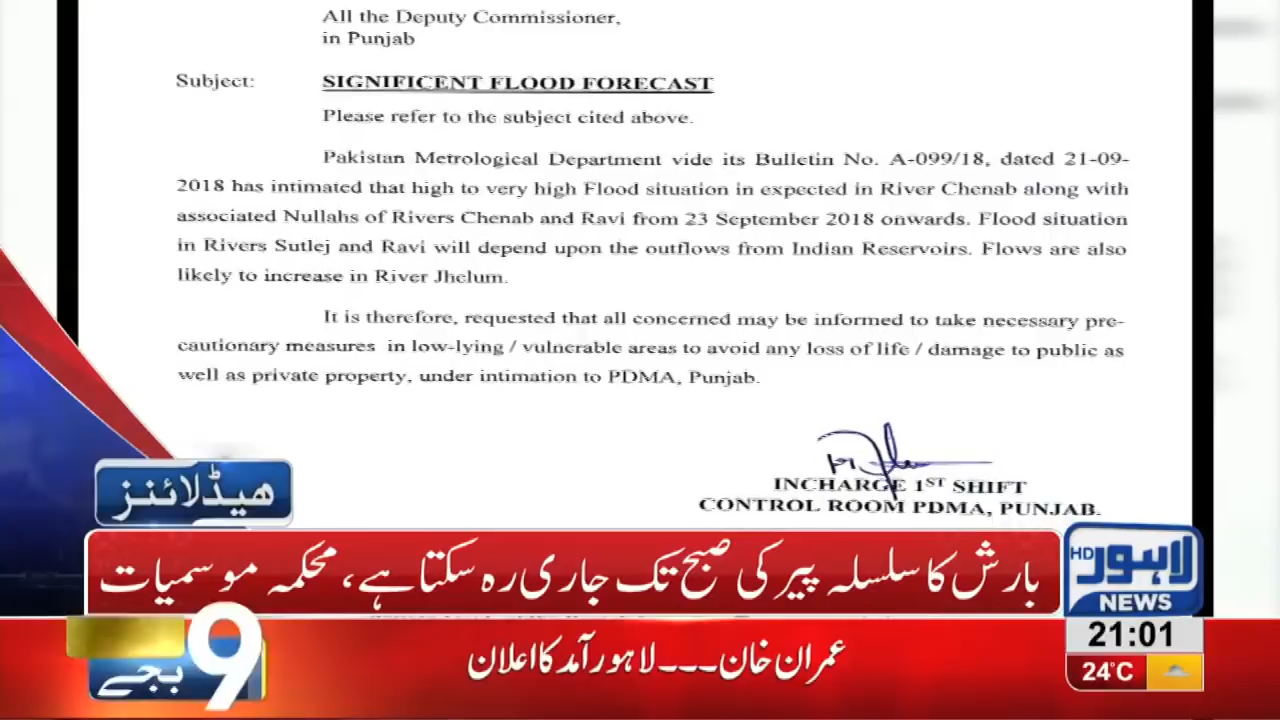 All the Deputy Commissioner,
in Punjab
Subject: SIGNIFICENT FLOOD FORECAST
Please refer to the subject cited above.
Pakistan Metrological Department vide its Bulletin No. A-099/18, dated 21-09-
2018 has intimated that high to very high Flood situation in expected in River Chenab along with
associated Nullahs of Rivers Chenab and Ravi from 23 September 2018 onwards. Flood situation
in Rivers Sutlej and Ravi will depend upon the outflows from Indian Reservoirs. Flows are also
likely to increase in River Jhelum.
It is therefore, requested that all concerned may be informed to take necessary pre-
cautionary measures in low-lying / vulnerable areas to avoid any loss of life / damage to public as
well as private property, under intimation to PDMA, Punjab.
INCHARGE 1ST SHIFT
CONTROL ROOM PDMA, PUNJAB.
ہیڈلائنز
بارش کا سلسلہ پیر کی صبح تک جاری رہ سکتا ہے، محکمہ موسمیات
HD لاہور
NEWS
21:01
24°C
عمران خان۔۔۔لاہور آمد کا اعلان
9 بجے